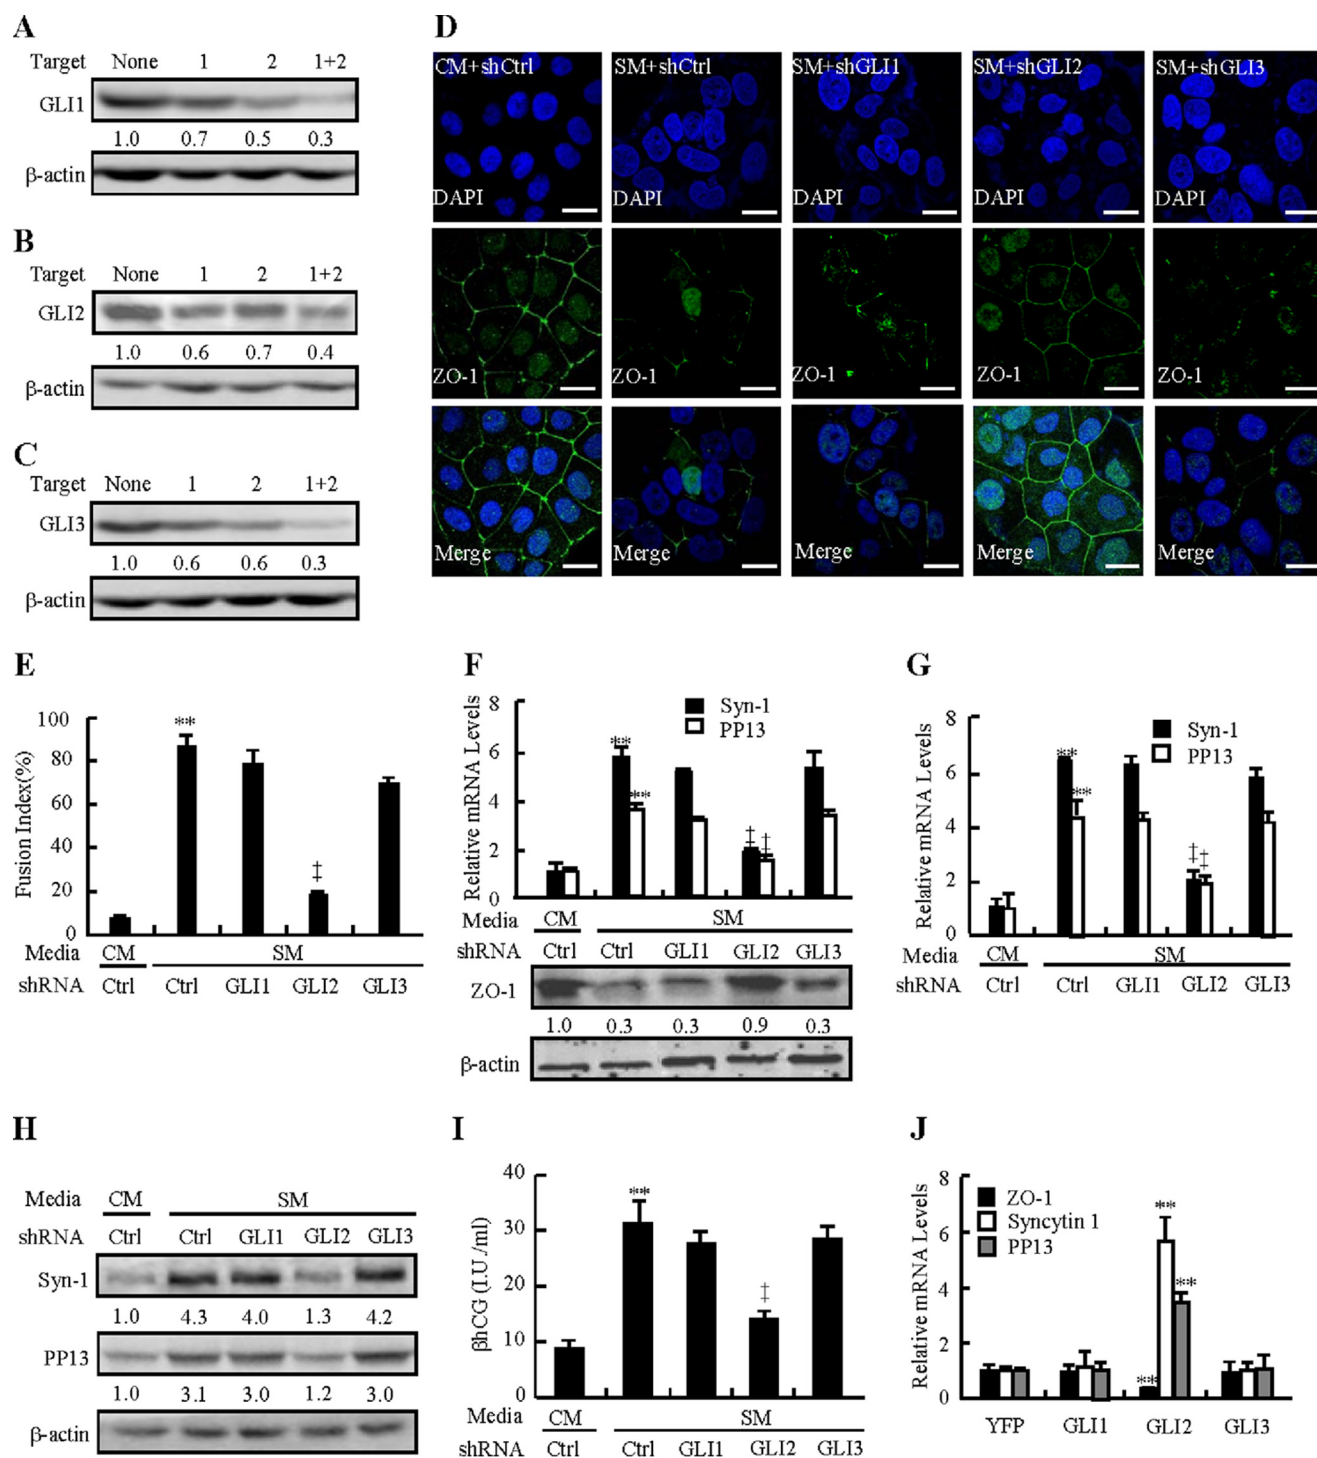 A
Target None 1 2 1+2
GLI1
1.0 0.7 0.5 0.3
β-actin
B
Target None 1 2 1+2
GLI2
1.0 0.6 0.7 0.4
β-actin
C
Target None 1 2 1+2
GLI3
1.0 0.6 0.6 0.3
β-actin
D
CM+shCtrl SM+shCtrl SM+shGLI1 SM+shGLI2 SM+shGLI3
DAPI DAPI DAPI DAPI DAPI
ZO-1 ZO-1 ZO-1 ZO-1 ZO-1
Merge Merge Merge Merge Merge
E
Fusion Index(%)
100
80
60
40
20
0
**
‡
Media CM SM
shRNA Ctrl Ctrl GLI1 GLI2 GLI3
F
Relative mRNA Levels
8
6
4
2
0
Syn-1
PP13
**
**
‡ ‡
Media CM SM
shRNA Ctrl Ctrl GLI1 GLI2 GLI3
ZO-1
1.0 0.3 0.3 0.9 0.3
β-actin
G
Relative mRNA Levels
8
6
4
2
0
Syn-1
PP13
**
**
‡ ‡
Media CM SM
shRNA Ctrl Ctrl GLI1 GLI2 GLI3
H
Media CM SM
shRNA Ctrl Ctrl GLI1 GLI2 GLI3
Syn-1
1.0 4.3 4.0 1.3 4.2
PP13
1.0 3.1 3.0 1.2 3.0
β-actin
I
βhCG (I.U./ml)
40
30
20
10
0
**
‡
Media CM SM
shRNA Ctrl Ctrl GLI1 GLI2 GLI3
J
Relative mRNA Levels
8
6
4
2
0
ZO-1
Syncytin 1
PP13
**
**
**
YFP GLI1 GLI2 GLI3